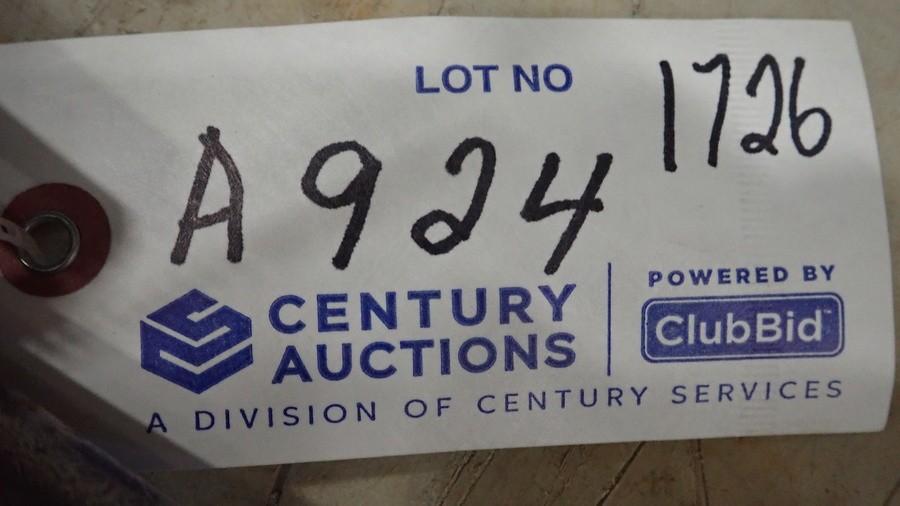 LOT NO
1726
A924
CENTURY
AUCTIONS
A DIVISION OF CENTURY SERVICES
POWERED BY
ClubBid™